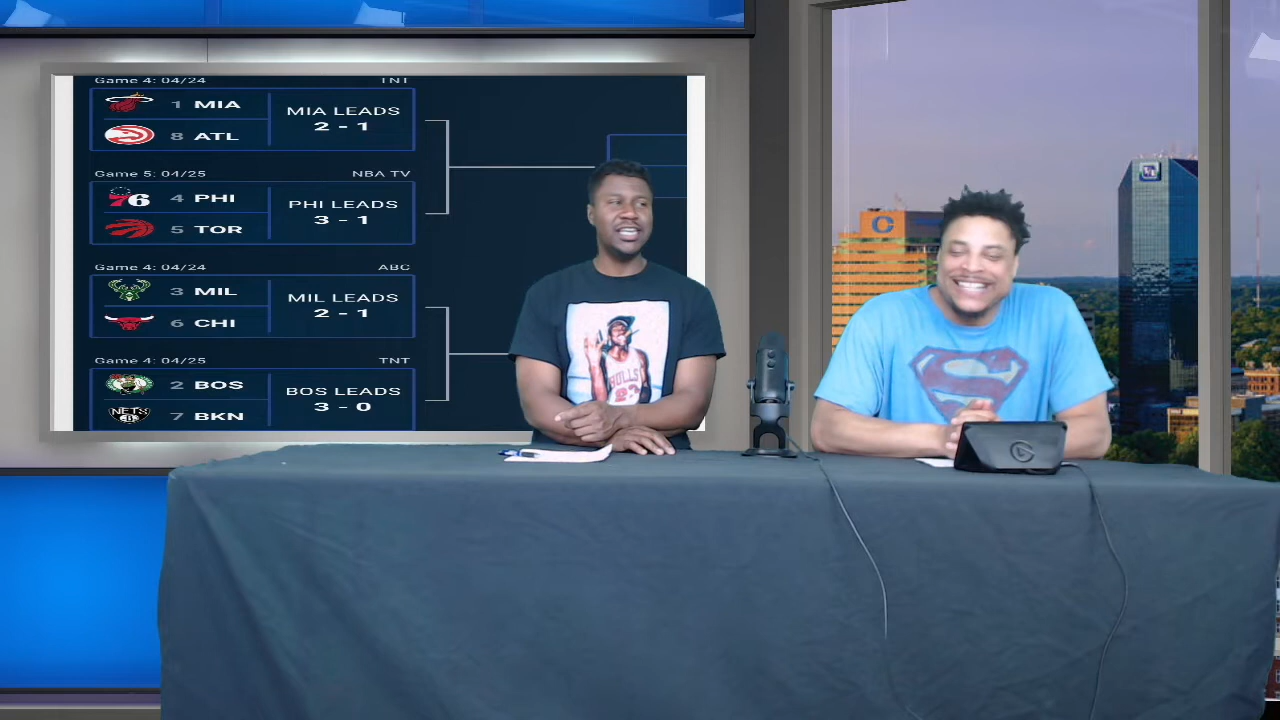 Game 4: 04/24 TNT
1 MIA
MIA LEADS
2 - 1
8 ATL
Game 5: 04/25 NBA TV
76 4 PHI
PHI LEADS
3 - 1
5 TOR
Game 4: 04/24 ABC
3 MIL
MIL LEADS
2 - 1
6 CHI
Game 4: 04/25 TNT
2 BOS
BOS LEADS
3 - 0
NETS B 7 BKN
BULLS
23